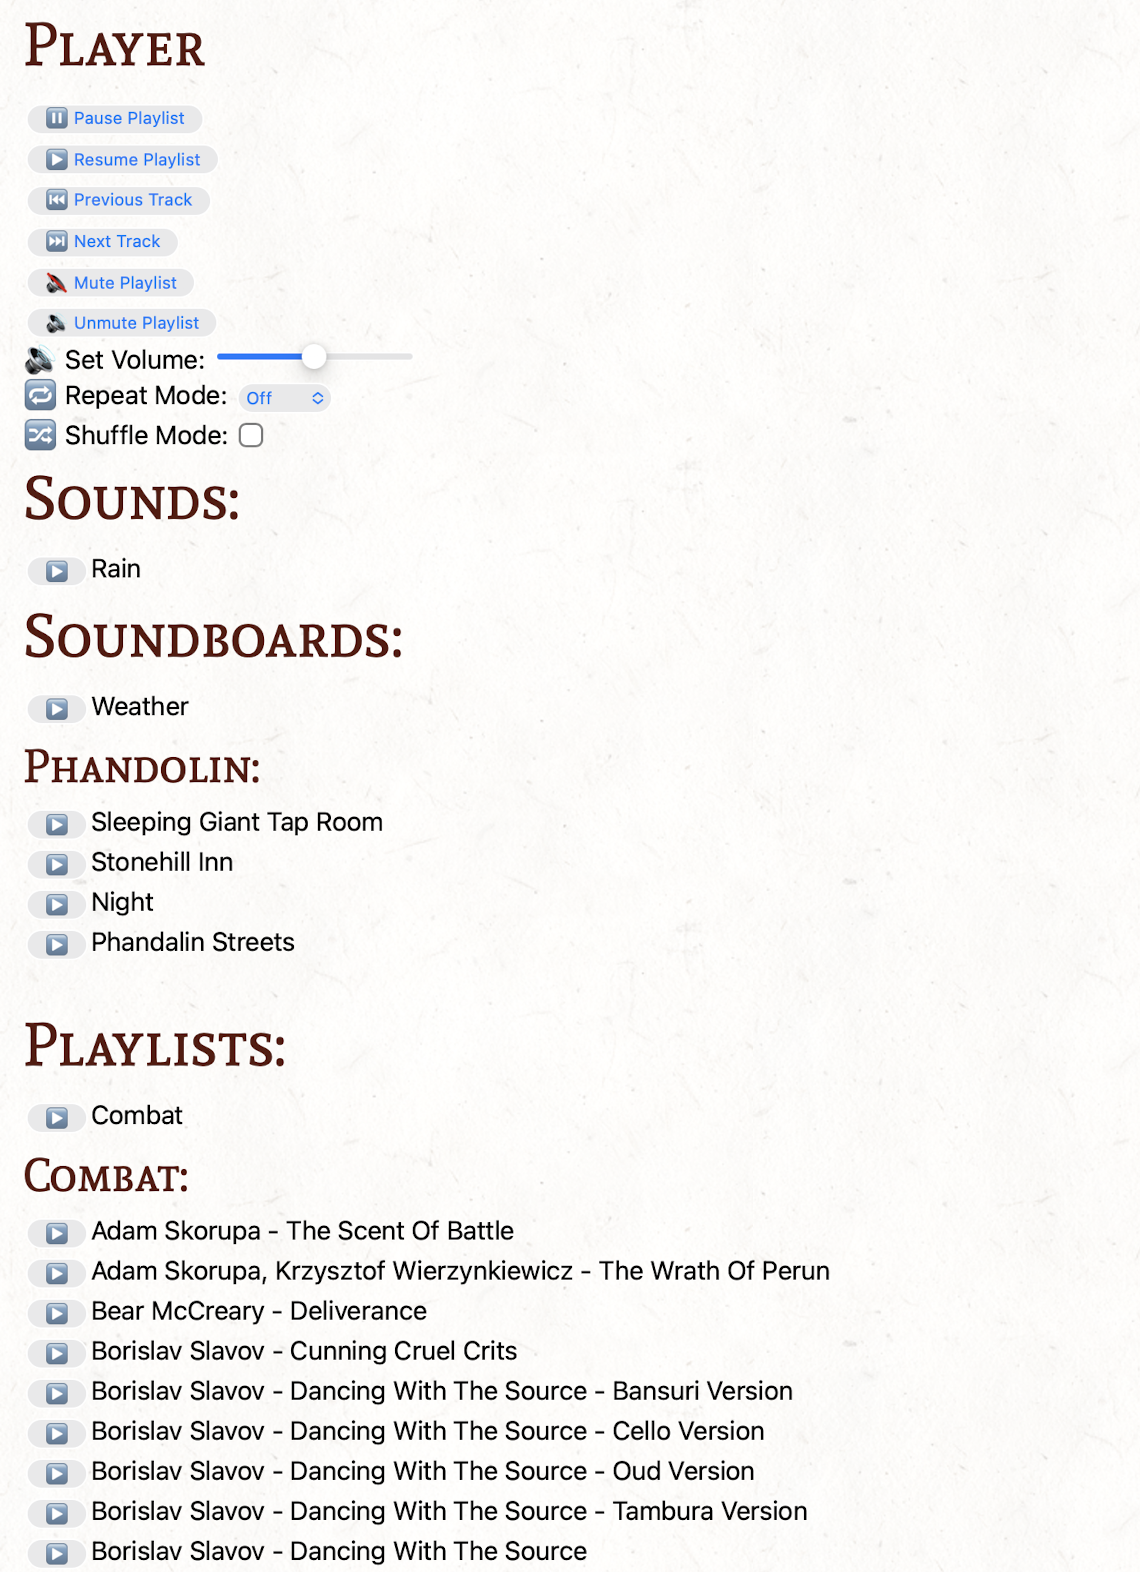 Player
Pause Playlist
Resume Playlist
Previous Track
Next Track
Mute Playlist
Unmute Playlist
Set Volume:
Repeat Mode: Off
Shuffle Mode:
Sounds:
Rain
Soundboards:
Weather
Phandolin:
Sleeping Giant Tap Room
Stonehill Inn
Night
Phandalin Streets
Playlists:
Combat
Combat:
Adam Skorupa - The Scent Of Battle
Adam Skorupa, Krzysztof Wierzynkiewicz - The Wrath Of Perun
Bear McCreary - Deliverance
Borislav Slavov - Cunning Cruel Crits
Borislav Slavov - Dancing With The Source - Bansuri Version
Borislav Slavov - Dancing With The Source - Cello Version
Borislav Slavov - Dancing With The Source - Oud Version
Borislav Slavov - Dancing With The Source - Tambura Version
Borislav Slavov - Dancing With The Source